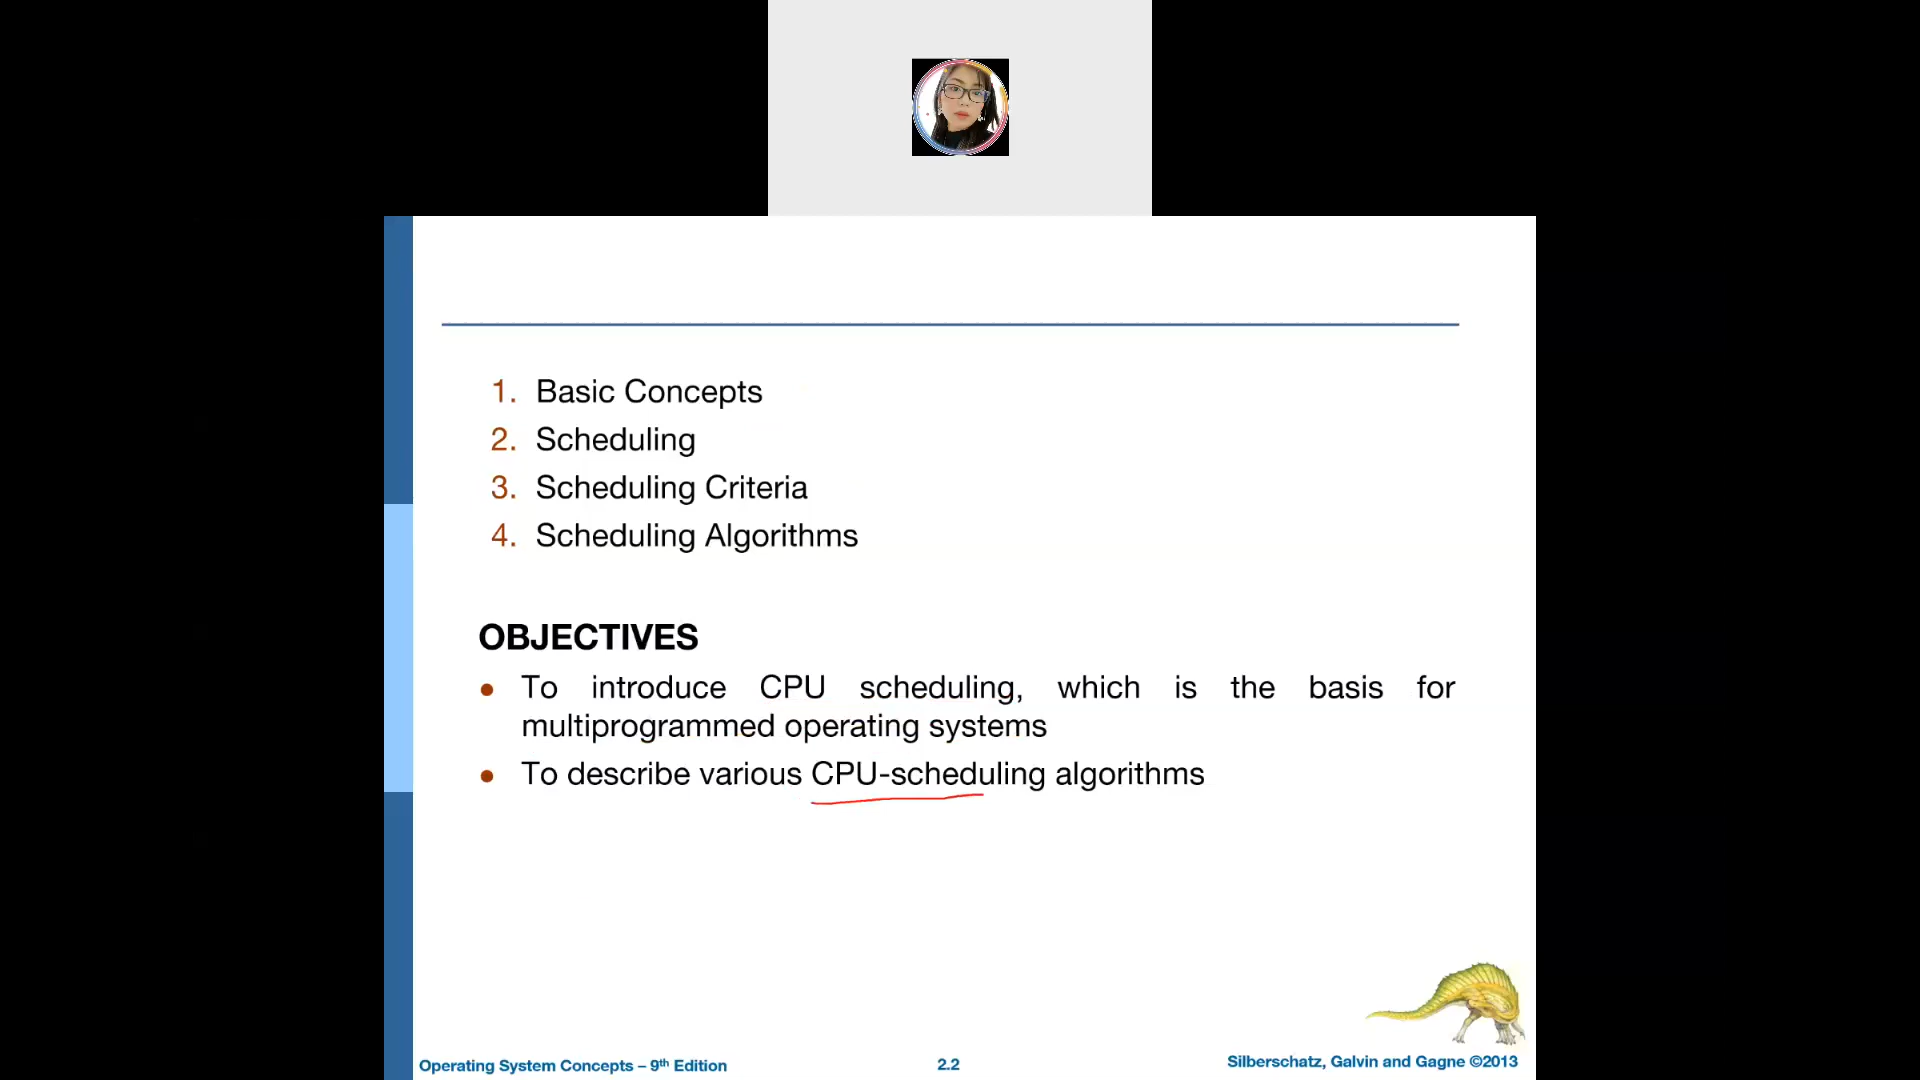 1. Basic Concepts
2. Scheduling
3. Scheduling Criteria
4. Scheduling Algorithms
OBJECTIVES
● To introduce CPU scheduling, which is the basis for
multiprogrammed operating systems
● To describe various CPU-scheduling algorithms
Operating System Concepts – 9th Edition
2.2
Silberschatz, Galvin and Gagne ©2013